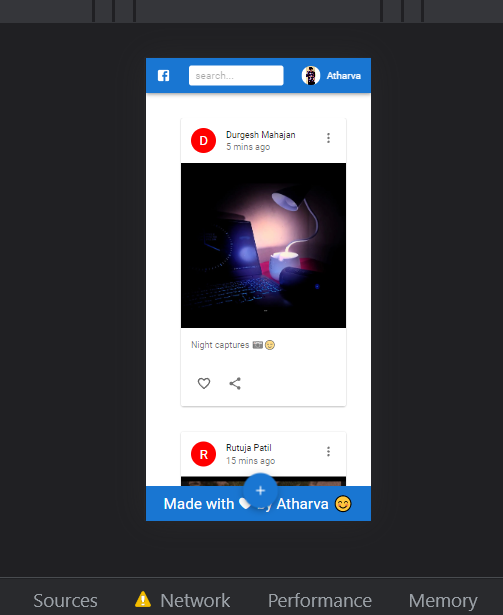 search...
Atharva
D
Durgesh Mahajan
5 mins ago
Night captures 📷😊
R
Rutuja Patil
15 mins ago
+
Made with 🤍 by Atharva 😊
Sources
Network
Performance
Memory